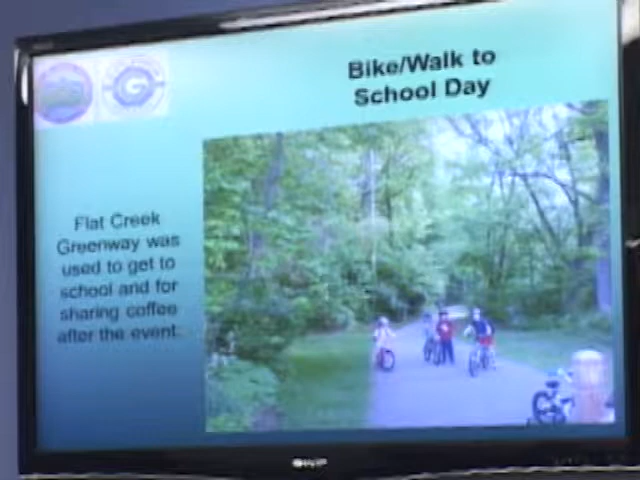 Bike/Walk to
School Day
Flat Creek
Greenway was
used to get to
school and for
sharing coffee
after the event.